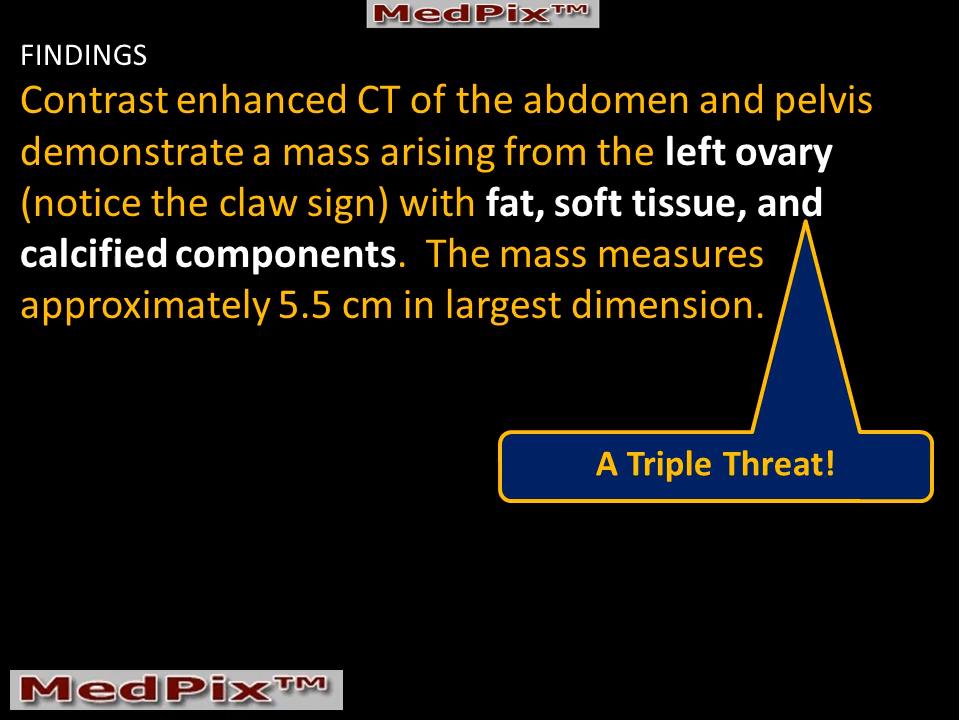 MedPix™
FINDINGS
Contrast enhanced CT of the abdomen and pelvis
demonstrate a mass arising from the left ovary
(notice the claw sign) with fat, soft tissue, and
calcified components.  The mass measures
approximately 5.5 cm in largest dimension.
A Triple Threat!
MedPix™